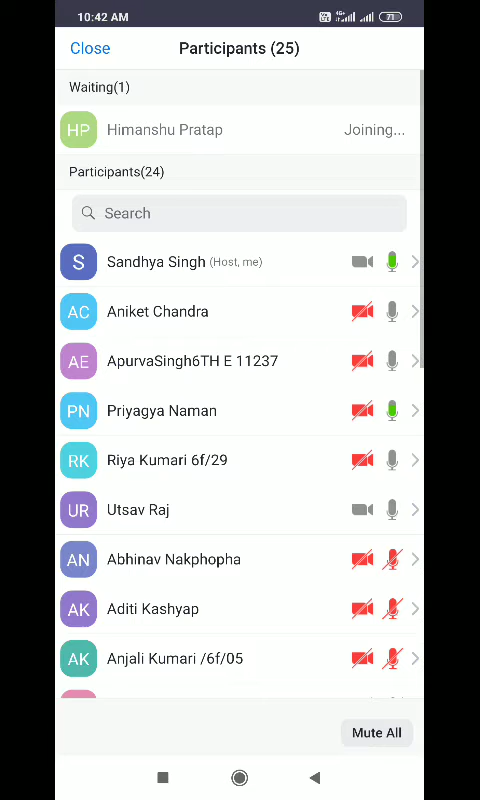 10:42 AM
4G+
71
Close
Participants (25)
Waiting(1)
HP
Himanshu Pratap
Joining...
Participants(24)
Search
S
Sandhya Singh (Host, me)
AC
Aniket Chandra
AE
ApurvaSingh6TH E 11237
PN
Priyagya Naman
RK
Riya Kumari 6f/29
UR
Utsav Raj
AN
Abhinav Nakphopha
AK
Aditi Kashyap
AK
Anjali Kumari /6f/05
Mute All